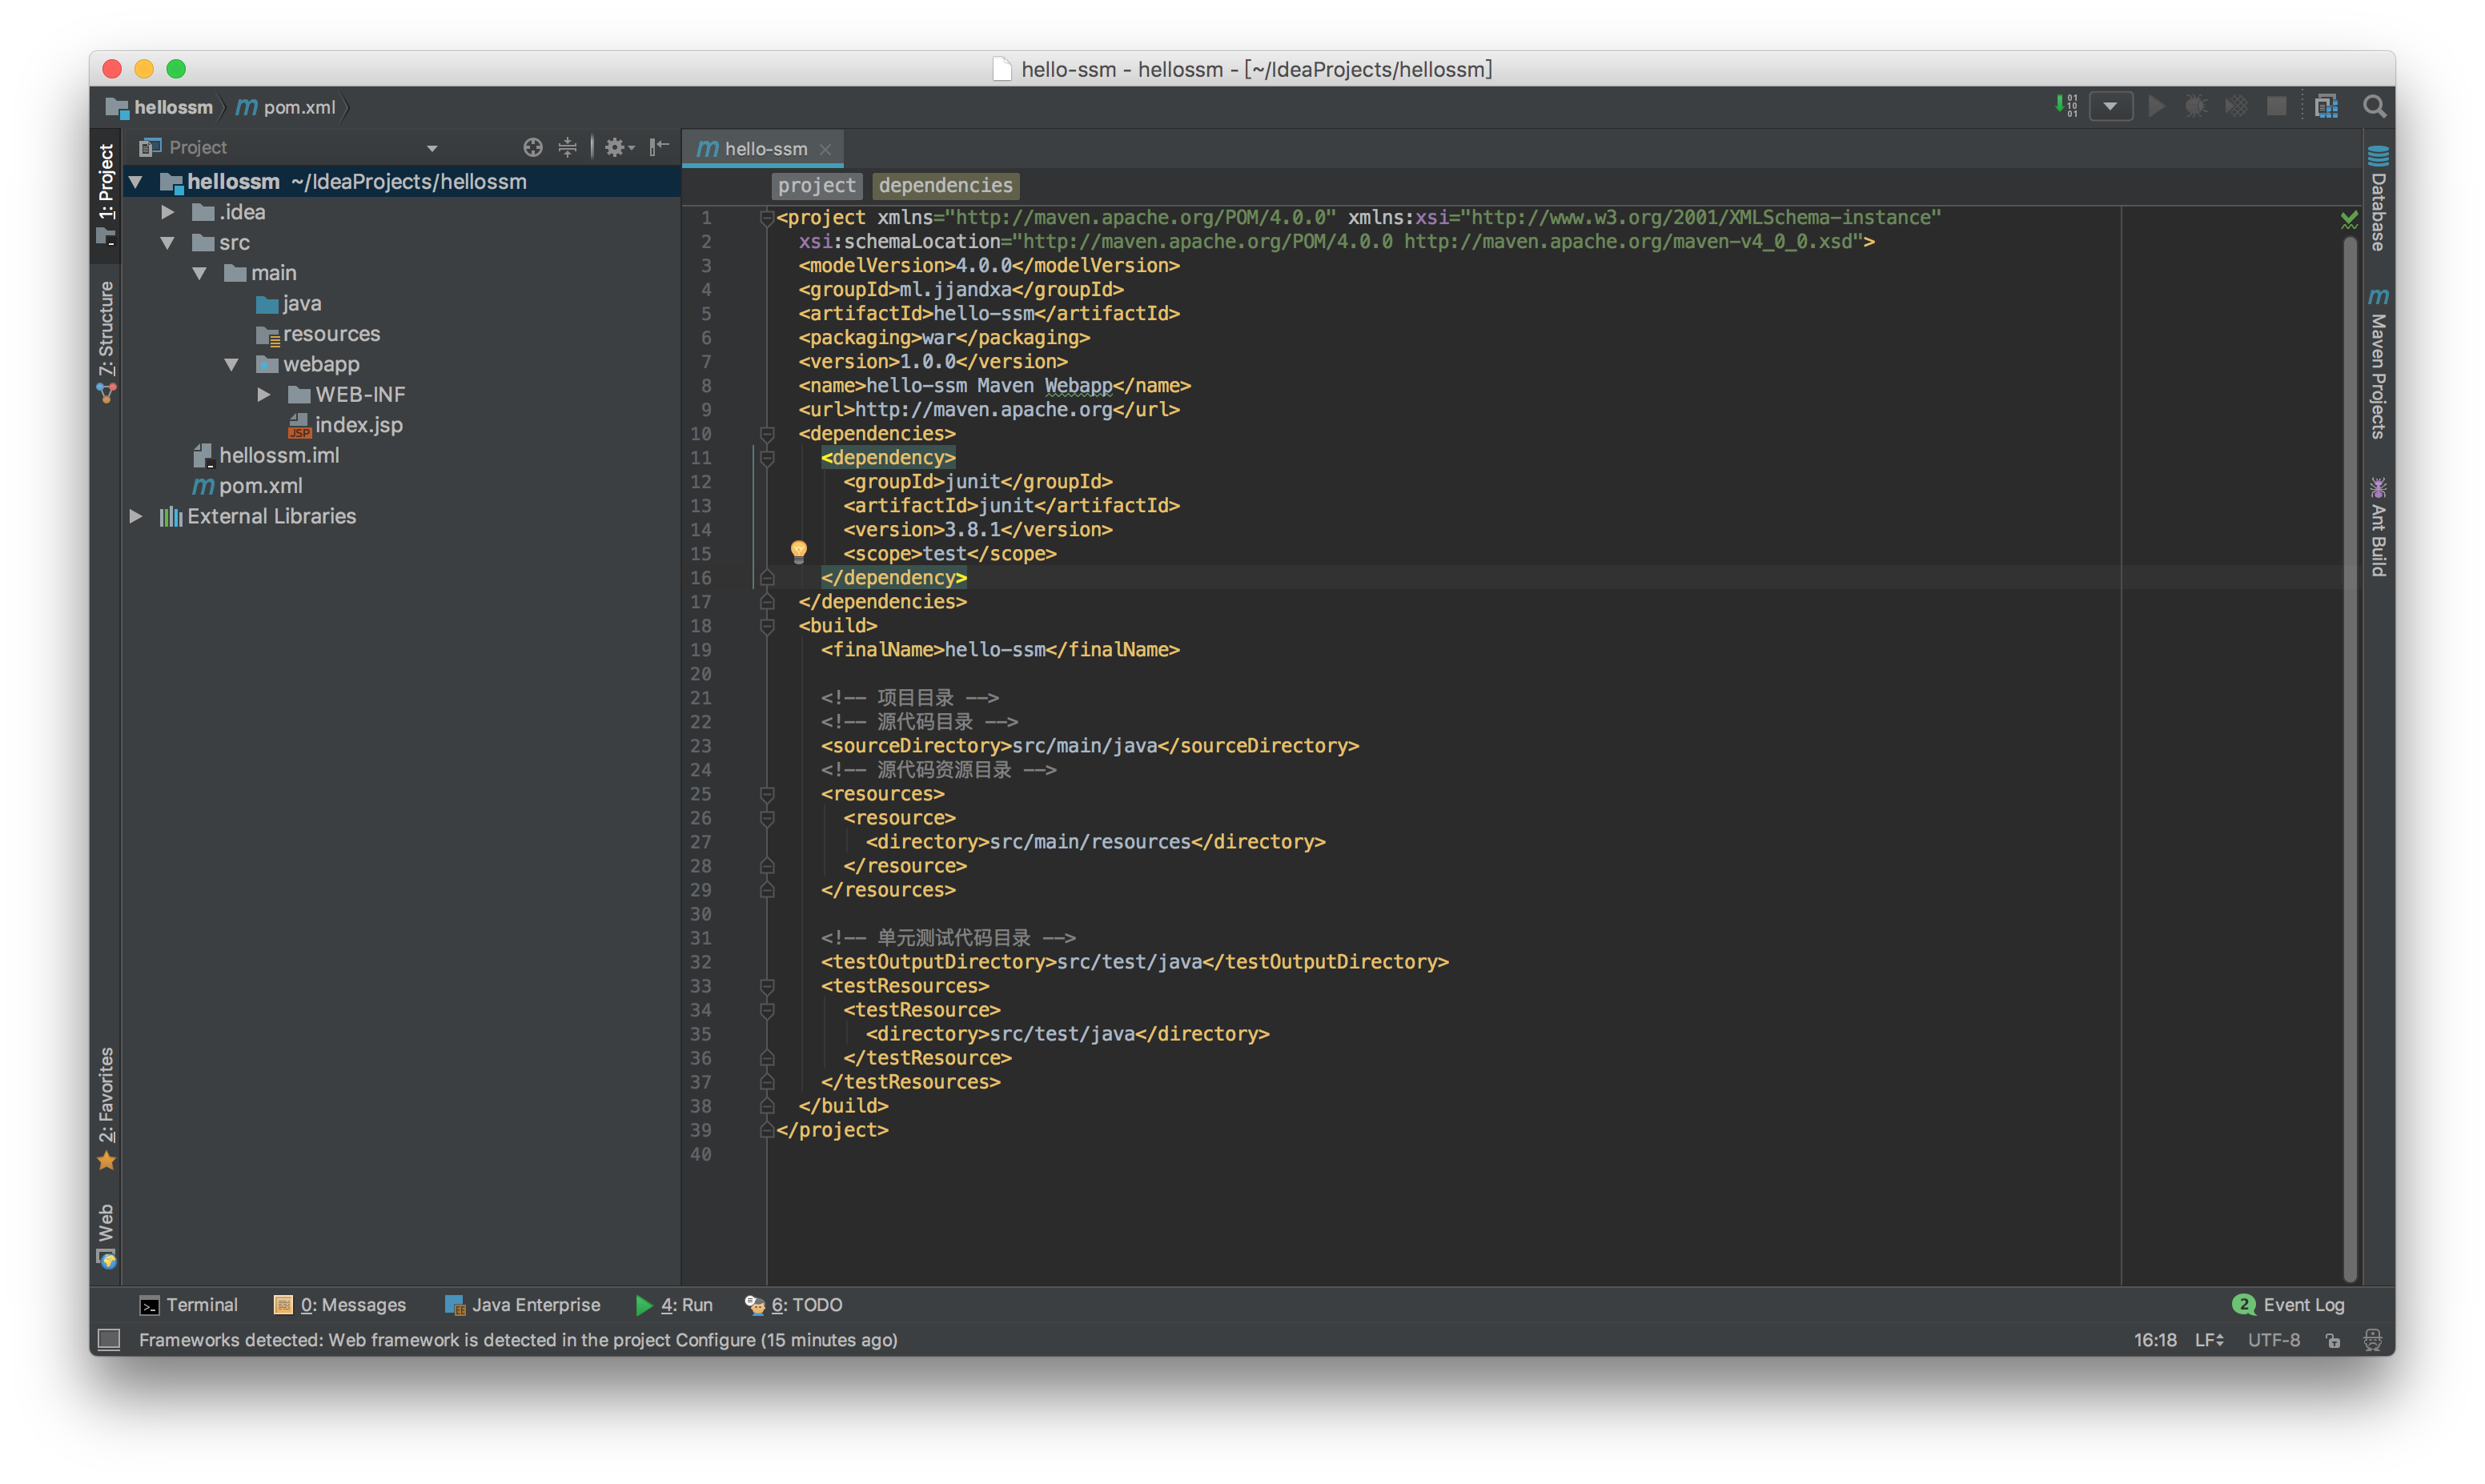 hello-ssm - hellossm - [~/IdeaProjects/hellossm]
hellossm
m pom.xml
Project
m hello-ssm
1: Project
7: Structure
2: Favorites
Web
hellossm ~/IdeaProjects/hellossm
.idea
src
main
java
resources
webapp
WEB-INF
JSP index.jsp
hellossm.iml
m pom.xml
External Libraries
project dependencies
1 <project xmlns="http://maven.apache.org/POM/4.0.0" xmlns:xsi="http://www.w3.org/2001/XMLSchema-instance"
2 xsi:schemaLocation="http://maven.apache.org/POM/4.0.0 http://maven.apache.org/maven-v4_0_0.xsd">
3 <modelVersion>4.0.0</modelVersion>
4 <groupId>ml.jjandxa</groupId>
5 <artifactId>hello-ssm</artifactId>
6 <packaging>war</packaging>
7 <version>1.0.0</version>
8 <name>hello-ssm Maven Webapp</name>
9 <url>http://maven.apache.org</url>
10 <dependencies>
11 <dependency>
12 <groupId>junit</groupId>
13 <artifactId>junit</artifactId>
14 <version>3.8.1</version>
15 <scope>test</scope>
16 </dependency>
17 </dependencies>
18 <build>
19 <finalName>hello-ssm</finalName>
20
21 <!-- 项目目录 -->
22 <!-- 源代码目录 -->
23 <sourceDirectory>src/main/java</sourceDirectory>
24 <!-- 源代码资源目录 -->
25 <resources>
26 <resource>
27 <directory>src/main/resources</directory>
28 </resource>
29 </resources>
30
31 <!-- 单元测试代码目录 -->
32 <testOutputDirectory>src/test/java</testOutputDirectory>
33 <testResources>
34 <testResource>
35 <directory>src/test/java</directory>
36 </testResource>
37 </testResources>
38 </build>
39 </project>
40
Database
m Maven Projects
Ant Build
Terminal
0: Messages
Java Enterprise
4: Run
6: TODO
2 Event Log
Frameworks detected: Web framework is detected in the project Configure (15 minutes ago)
16:18 LF UTF-8